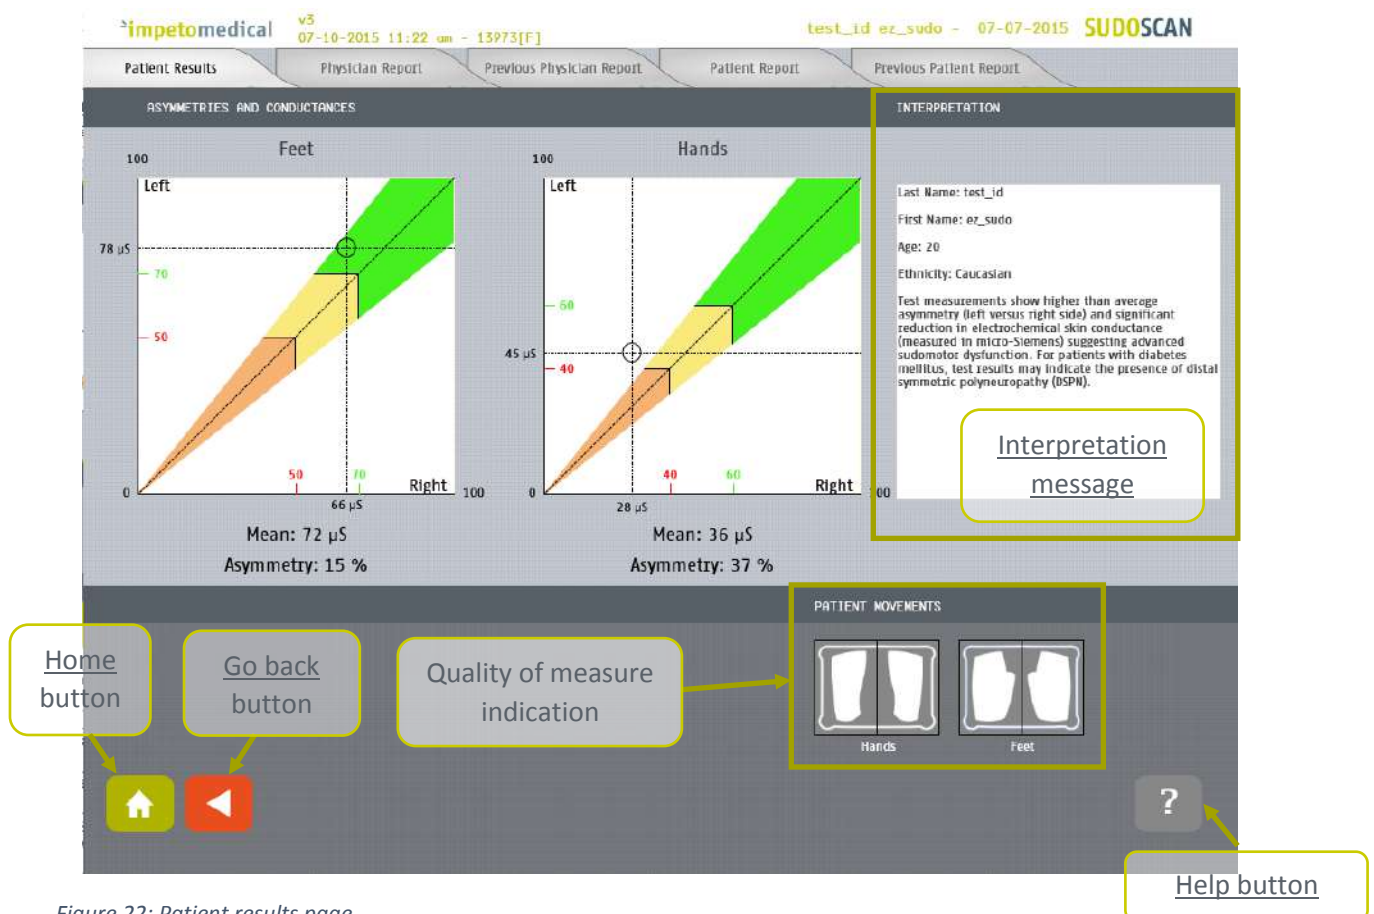 impetomedical
v3
07-10-2015 11:22 am - 13973[F]
test_id ez_sudo - 07-07-2015
SUDOSCAN
Patient Results
Physician Report
Previous Physician Report
Patient Report
Previous Patient Report
ASYMMETRIES AND CONDUCTANCES
INTERPRETATION
Feet
100
Left
78 µS
70
50
50
70
Right
0
100
66 µS
Mean: 72 µS
Asymmetry: 15 %
Hands
100
Left
60
45 µS
40
40
60
Right
0
100
28 µS
Mean: 36 µS
Asymmetry: 37 %
Last Name: test_id
First Name: ez_sudo
Age: 20
Ethnicity: Caucasian
Test measurements show higher than average
asymmetry (left versus right side) and significant
reduction in electrochemical skin conductance
(measured in micro-Siemens) suggesting advanced
sudomotor dysfunction. For patients with diabetes
mellitus, test results may indicate the presence of distal
symmetric polyneuropathy (DSPN).
Interpretation
message
PATIENT MOVEMENTS
Home
button
Go back
button
Quality of measure
indication
Hands
Feet
?
Help button
Figure 22: Patient results page